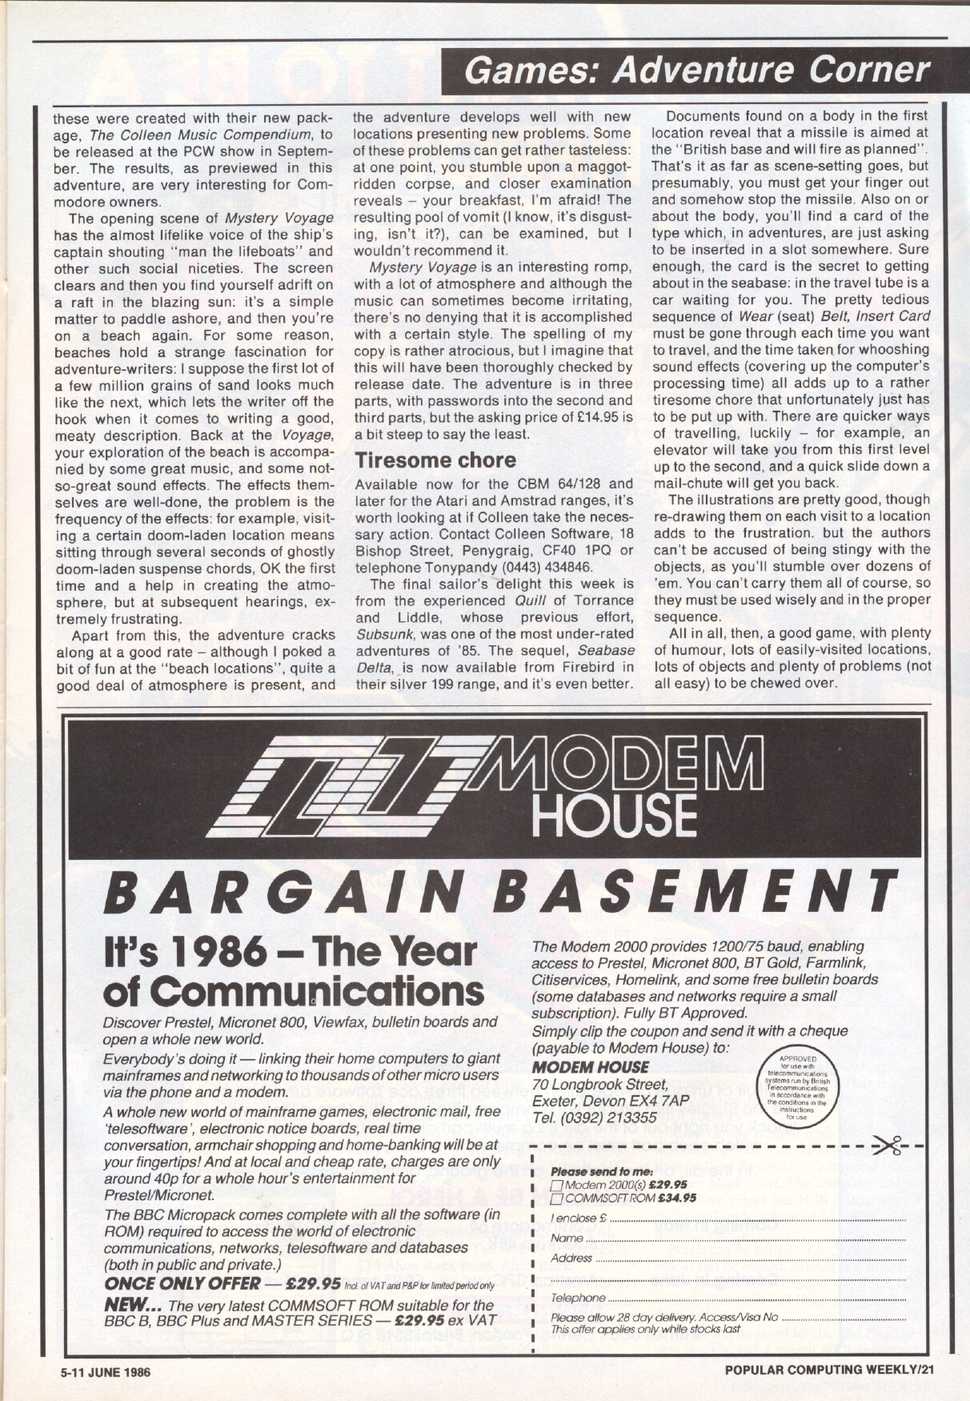 Games: Adventure Corner
these were created with their new pack-
age, The Colleen Music Compendium, to
be released at the PCW show in Septem-
ber. The results, as previewed in this
adventure, are very interesting for Com-
modore owners.
The opening scene of Mystery Voyage
has the almost lifelike voice of the ship's
captain shouting "man the lifeboats" and
other such social niceties. The screen
clears and then you find yourself adrift on
a raft in the blazing sun: it's a simple
matter to paddle ashore, and then you're
on a beach again. For some reason,
beaches hold a strange fascination for
adventure-writers: I suppose the first lot of
a few million grains of sand looks much
like the next, which lets the writer off the
hook when it comes to writing a good,
meaty description. Back at the Voyage,
your exploration of the beach is accompa-
nied by some great music, and some not-
so-great sound effects. The effects them-
selves are well-done, the problem is the
frequency of the effects: for example, visit-
ing a certain doom-laden location means
sitting through several seconds of ghostly
doom-laden suspense chords, OK the first
time and a help in creating the atmo-
sphere, but at subsequent hearings, ex-
tremely frustrating.
Apart from this, the adventure cracks
along at a good rate – although I poked a
bit of fun at the "beach locations", quite a
good deal of atmosphere is present, and
the adventure develops well with new
locations presenting new problems. Some
of these problems can get rather tasteless:
at one point, you stumble upon a maggot-
ridden corpse, and closer examination
reveals – your breakfast, I'm afraid! The
resulting pool of vomit (I know, it's disgust-
ing, isn't it?), can be examined, but I
wouldn't recommend it.
Mystery Voyage is an interesting romp,
with a lot of atmosphere and although the
music can sometimes become irritating,
there's no denying that it is accomplished
with a certain style. The spelling of my
copy is rather atrocious, but I imagine that
this will have been thoroughly checked by
release date. The adventure is in three
parts, with passwords into the second and
third parts, but the asking price of £14.95 is
a bit steep to say the least.
Tiresome chore
Available now for the CBM 64/128 and
later for the Atari and Amstrad ranges, it's
worth looking at if Colleen take the neces-
sary action. Contact Colleen Software, 18
Bishop Street, Penygraig, CF40 1PQ or
telephone Tonypandy (0443) 434846.
The final sailor's delight this week is
from the experienced Quill of Torrance
and Liddle, whose previous effort,
Subsunk, was one of the most under-rated
adventures of '85. The sequel, Seabase
Delta, is now available from Firebird in
their silver 199 range, and it's even better.
Documents found on a body in the first
location reveal that a missile is aimed at
the "British base and will fire as planned".
That's it as far as scene-setting goes, but
presumably, you must get your finger out
and somehow stop the missile. Also on or
about the body, you'll find a card of the
type which, in adventures, are just asking
to be inserted in a slot somewhere. Sure
enough, the card is the secret to getting
about in the seabase: in the travel tube is a
car waiting for you. The pretty tedious
sequence of Wear (seat) Belt, Insert Card
must be gone through each time you want
to travel, and the time taken for whooshing
sound effects (covering up the computer's
processing time) all adds up to a rather
tiresome chore that unfortunately just has
to be put up with. There are quicker ways
of travelling, luckily – for example, an
elevator will take you from this first level
up to the second, and a quick slide down a
mail-chute will get you back.
The illustrations are pretty good, though
re-drawing them on each visit to a location
adds to the frustration. but the authors
can't be accused of being stingy with the
objects, as you'll stumble over dozens of
'em. You can't carry them all of course, so
they must be used wisely and in the proper
sequence.
All in all, then, a good game, with plenty
of humour, lots of easily-visited locations,
lots of objects and plenty of problems (not
all easy) to be chewed over.
MODEM
HOUSE
BARGAIN BASEMENT
It's 1986 – The Year
of Communications
Discover Prestel, Micronet 800, Viewfax, bulletin boards and
open a whole new world.
Everybody's doing it — linking their home computers to giant
mainframes and networking to thousands of other micro users
via the phone and a modem.
A whole new world of mainframe games, electronic mail, free
'telesoftware', electronic notice boards, real time
conversation, armchair shopping and home-banking will be at
your fingertips! And at local and cheap rate, charges are only
around 40p for a whole hour's entertainment for
Prestel/Micronet.
The BBC Micropack comes complete with all the software (in
ROM) required to access the world of electronic
communications, networks, telesoftware and databases
(both in public and private.)
ONCE ONLY OFFER — £29.95 Incl. of VAT and P&P for limited period only
NEW... The very latest COMMSOFT ROM suitable for the
BBC B, BBC Plus and MASTER SERIES — £29.95 ex VAT
The Modem 2000 provides 1200/75 baud, enabling
access to Prestel, Micronet 800, BT Gold, Farmlink,
Citiservices, Homelink, and some free bulletin boards
(some databases and networks require a small
subscription). Fully BT Approved.
Simply clip the coupon and send it with a cheque
(payable to Modem House) to:
MODEM HOUSE
70 Longbrook Street,
Exeter, Devon EX4 7AP
Tel. (0392) 213355
APPROVED
for use with
telecommunications
systems run by British
Telecommunications
in accordance with
the conditions in the
instructions
for use
Please send to me:
Modem 2000(s) £29.95
COMMSOFT ROM £34.95
I enclose £
Name
Address
Telephone
Please allow 28 day delivery. Access/Visa No
This offer applies only while stocks last
5-11 JUNE 1986
POPULAR COMPUTING WEEKLY/21